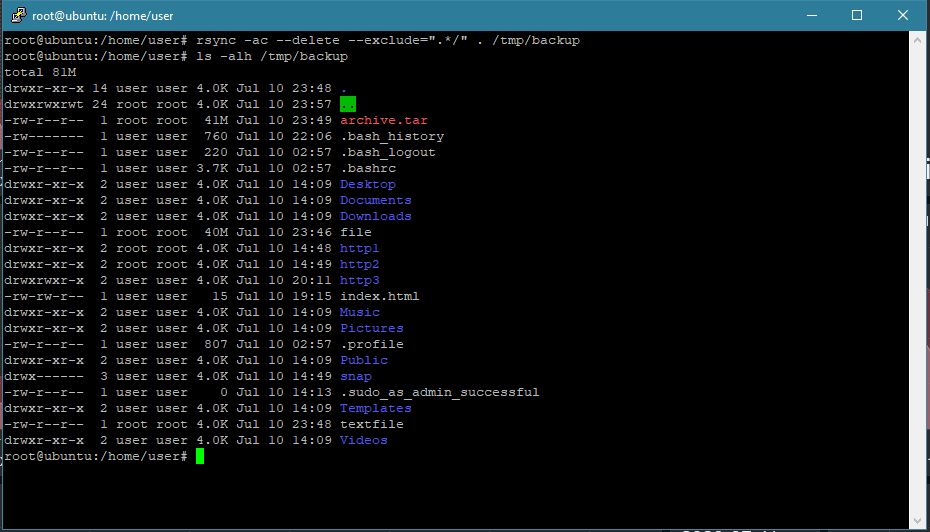 root@ubuntu: /home/user
root@ubuntu:/home/user# rsync -ac --delete --exclude=".*/" . /tmp/backup
root@ubuntu:/home/user# ls -alh /tmp/backup
total 81M
drwxr-xr-x 14 user user 4.0K Jul 10 23:48 .
drwxrwxrwt 24 root root 4.0K Jul 10 23:57 ..
-rw-r--r--  1 root root  41M Jul 10 23:49 archive.tar
-rw-------  1 user user  760 Jul 10 22:06 .bash_history
-rw-r--r--  1 user user  220 Jul 10 02:57 .bash_logout
-rw-r--r--  1 user user 3.7K Jul 10 02:57 .bashrc
drwxr-xr-x  2 user user 4.0K Jul 10 14:09 Desktop
drwxr-xr-x  2 user user 4.0K Jul 10 14:09 Documents
drwxr-xr-x  2 user user 4.0K Jul 10 14:09 Downloads
-rw-r--r--  1 root root  40M Jul 10 23:46 file
drwxr-xr-x  2 root root 4.0K Jul 10 14:48 http1
drwxr-xr-x  2 root root 4.0K Jul 10 14:49 http2
drwxrwxr-x  2 user user 4.0K Jul 10 20:11 http3
-rw-rw-r--  1 user user   15 Jul 10 19:15 index.html
drwxr-xr-x  2 user user 4.0K Jul 10 14:09 Music
drwxr-xr-x  2 user user 4.0K Jul 10 14:09 Pictures
-rw-r--r--  1 user user  807 Jul 10 02:57 .profile
drwxr-xr-x  2 user user 4.0K Jul 10 14:09 Public
drwx------  3 user user 4.0K Jul 10 14:49 snap
-rw-r--r--  1 user user    0 Jul 10 14:13 .sudo_as_admin_successful
drwxr-xr-x  2 user user 4.0K Jul 10 14:09 Templates
-rw-r--r--  1 root root 4.0K Jul 10 23:48 textfile
drwxr-xr-x  2 user user 4.0K Jul 10 14:09 Videos
root@ubuntu:/home/user#